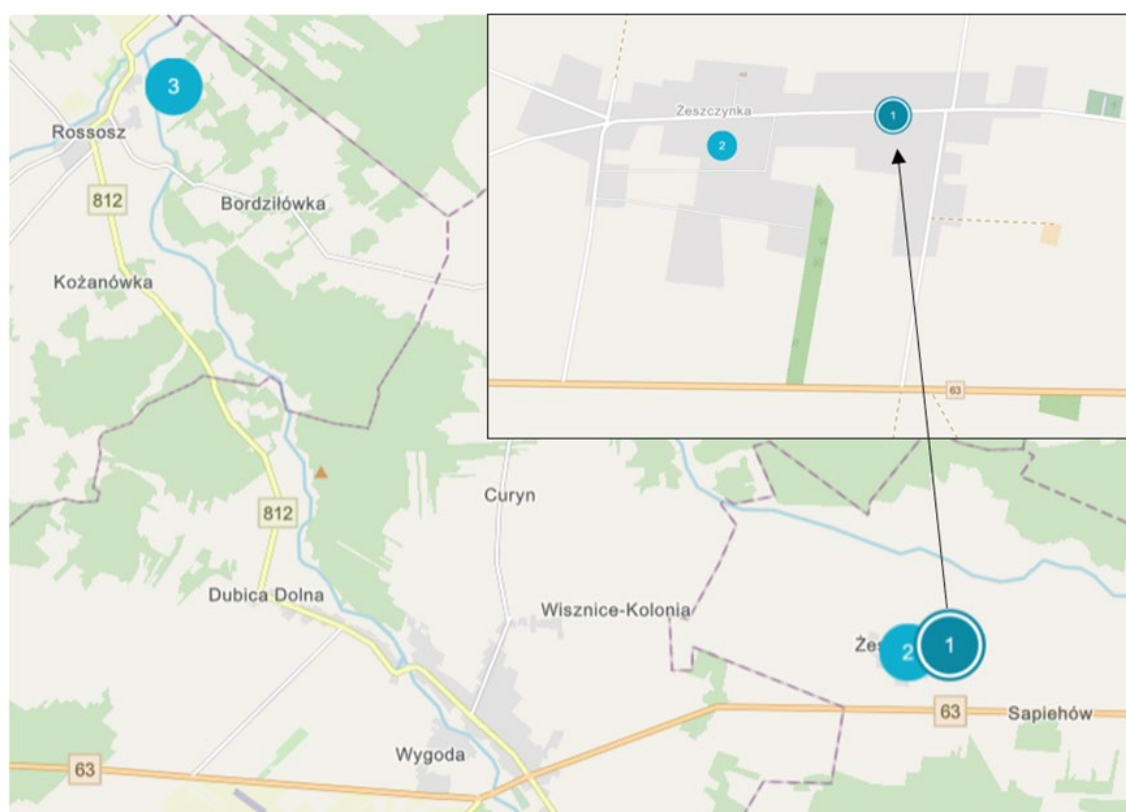 3
Rossosz
812
Bordziłówka
Kożanówka
Żeszczynka
1
2
63
812
Curyn
Dubica Dolna
Wisznice-Kolonia
Żes
2
1
63
Sapiehów
Wygoda
63